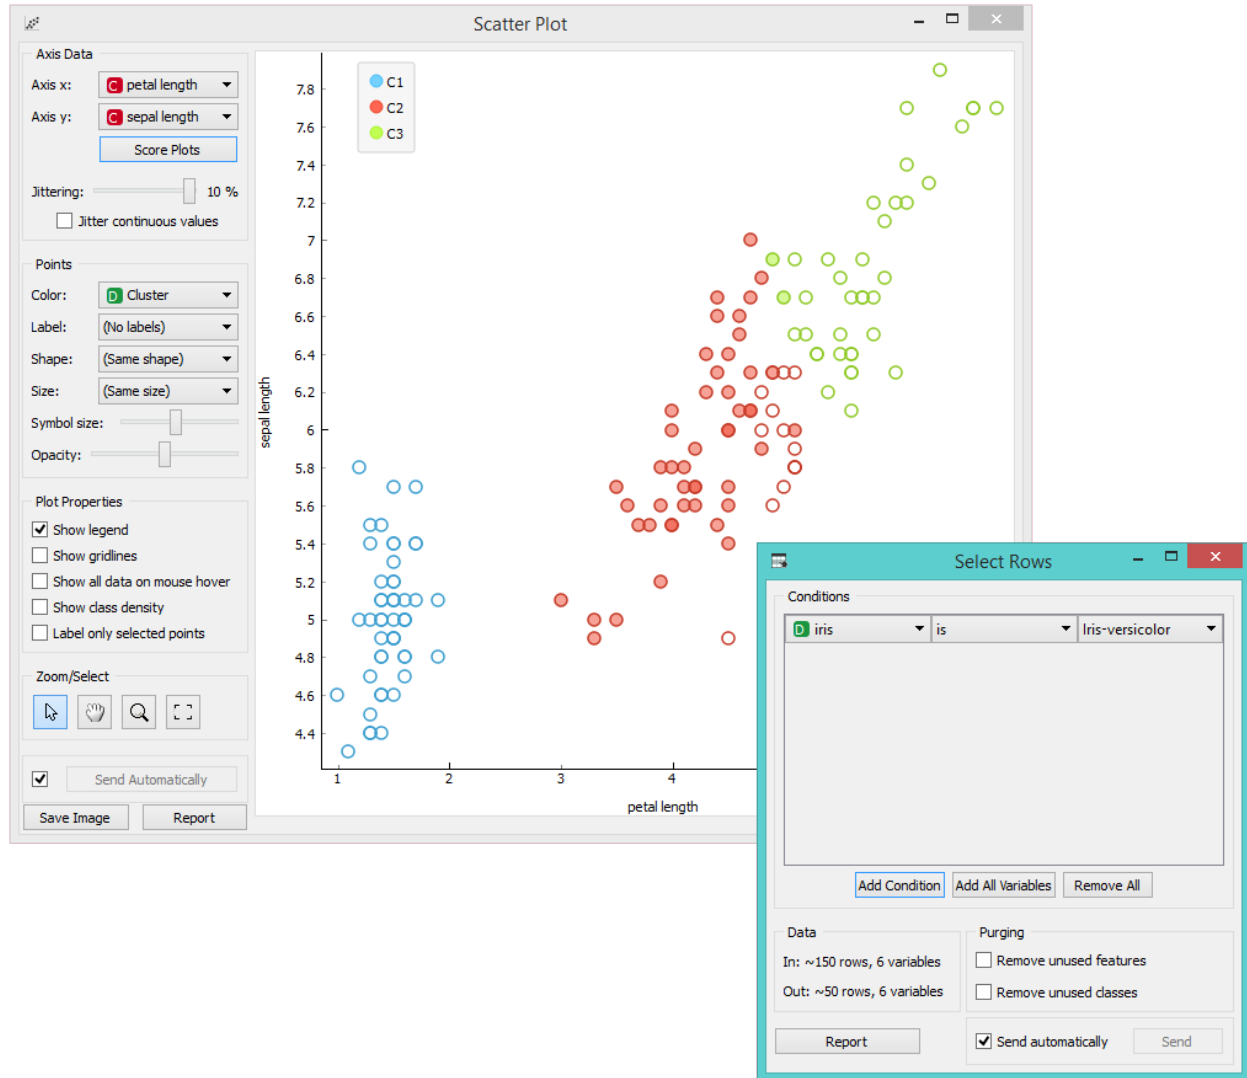 Scatter Plot
Axis Data
Axis x: C petal length
Axis y: C sepal length
Score Plots
Jittering: 10 %
Jitter continuous values
Points
Color: D Cluster
Label: (No labels)
Shape: (Same shape)
Size: (Same size)
Symbol size:
Opacity:
Plot Properties
Show legend
Show gridlines
Show all data on mouse hover
Show class density
Label only selected points
Zoom/Select
Send Automatically
Save Image Report
C1
C2
C3
7.8
7.6
7.4
7.2
7
6.8
6.6
6.4
6.2
6
5.8
5.6
5.4
5.2
5
4.8
4.6
4.4
sepal length
1 2 3 4
petal length
Select Rows
Conditions
D iris is Iris-versicolor
Add Condition Add All Variables Remove All
Data
In: ~150 rows, 6 variables
Out: ~50 rows, 6 variables
Purging
Remove unused features
Remove unused classes
Report
Send automatically Send